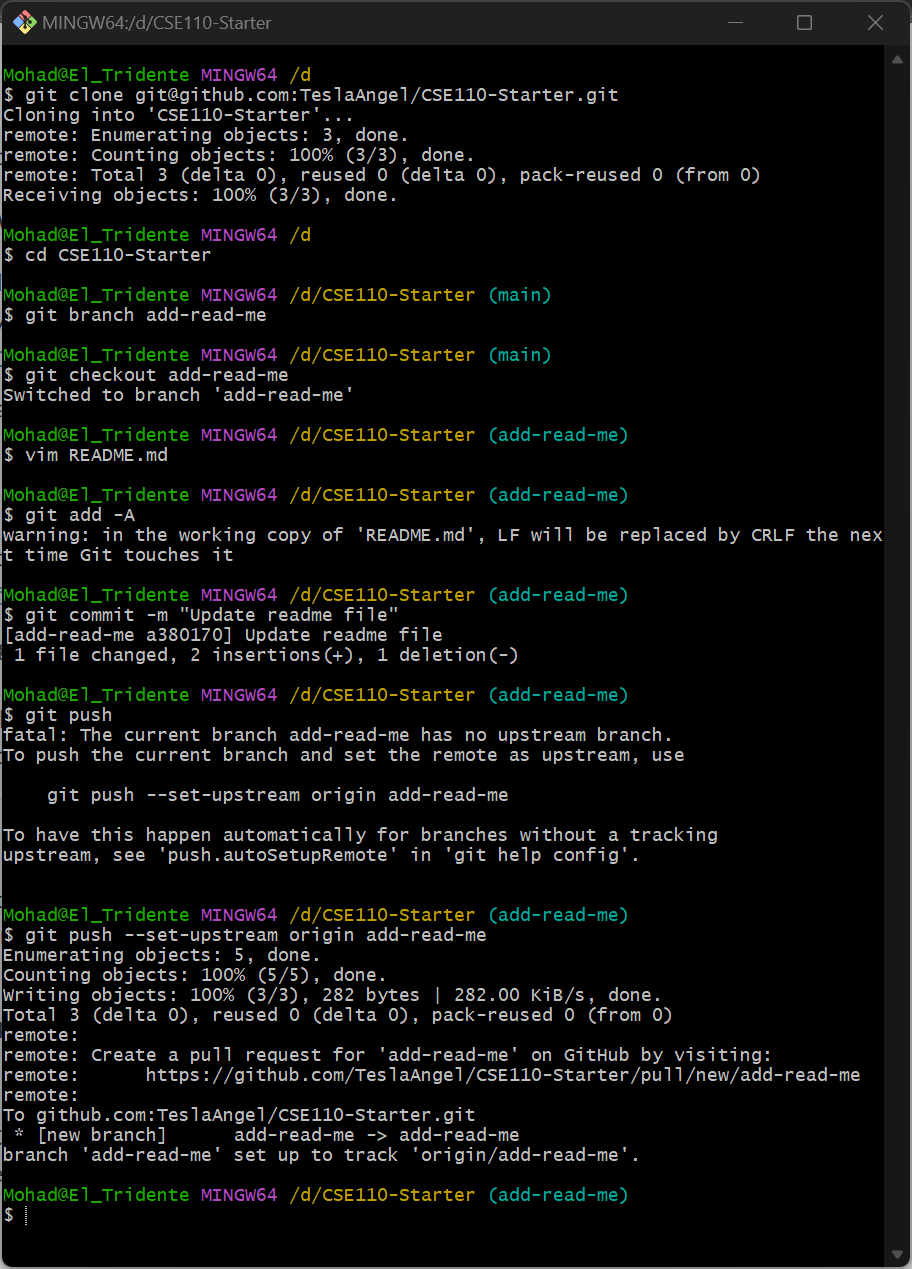 MINGW64:/d/CSE110-Starter
Mohad@El_Tridente MINGW64 /d
$ git clone git@github.com:TeslaAngel/CSE110-Starter.git
Cloning into 'CSE110-Starter'...
remote: Enumerating objects: 3, done.
remote: Counting objects: 100% (3/3), done.
remote: Total 3 (delta 0), reused 0 (delta 0), pack-reused 0 (from 0)
Receiving objects: 100% (3/3), done.
Mohad@El_Tridente MINGW64 /d
$ cd CSE110-Starter
Mohad@El_Tridente MINGW64 /d/CSE110-Starter (main)
$ git branch add-read-me
Mohad@El_Tridente MINGW64 /d/CSE110-Starter (main)
$ git checkout add-read-me
Switched to branch 'add-read-me'
Mohad@El_Tridente MINGW64 /d/CSE110-Starter (add-read-me)
$ vim README.md
Mohad@El_Tridente MINGW64 /d/CSE110-Starter (add-read-me)
$ git add -A
warning: in the working copy of 'README.md', LF will be replaced by CRLF the nex
t time Git touches it
Mohad@El_Tridente MINGW64 /d/CSE110-Starter (add-read-me)
$ git commit -m "Update readme file"
[add-read-me a380170] Update readme file
 1 file changed, 2 insertions(+), 1 deletion(-)
Mohad@El_Tridente MINGW64 /d/CSE110-Starter (add-read-me)
$ git push
fatal: The current branch add-read-me has no upstream branch.
To push the current branch and set the remote as upstream, use
    git push --set-upstream origin add-read-me
To have this happen automatically for branches without a tracking
upstream, see 'push.autoSetupRemote' in 'git help config'.
Mohad@El_Tridente MINGW64 /d/CSE110-Starter (add-read-me)
$ git push --set-upstream origin add-read-me
Enumerating objects: 5, done.
Counting objects: 100% (5/5), done.
Writing objects: 100% (3/3), 282 bytes | 282.00 KiB/s, done.
Total 3 (delta 0), reused 0 (delta 0), pack-reused 0 (from 0)
remote:
remote: Create a pull request for 'add-read-me' on GitHub by visiting:
remote:      https://github.com/TeslaAngel/CSE110-Starter/pull/new/add-read-me
remote:
To github.com:TeslaAngel/CSE110-Starter.git
 * [new branch]      add-read-me -> add-read-me
branch 'add-read-me' set up to track 'origin/add-read-me'.
Mohad@El_Tridente MINGW64 /d/CSE110-Starter (add-read-me)
$